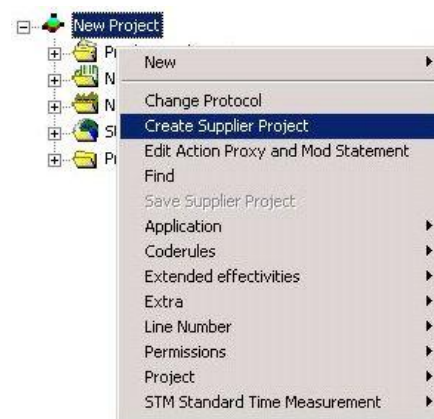 New Project
New
Change Protocol
Create Supplier Project
Edit Action Proxy and Mod Statement
Find
Save Supplier Project
Application
Coderules
Extended effectivities
Extra
Line Number
Permissions
Project
STM Standard Time Measurement